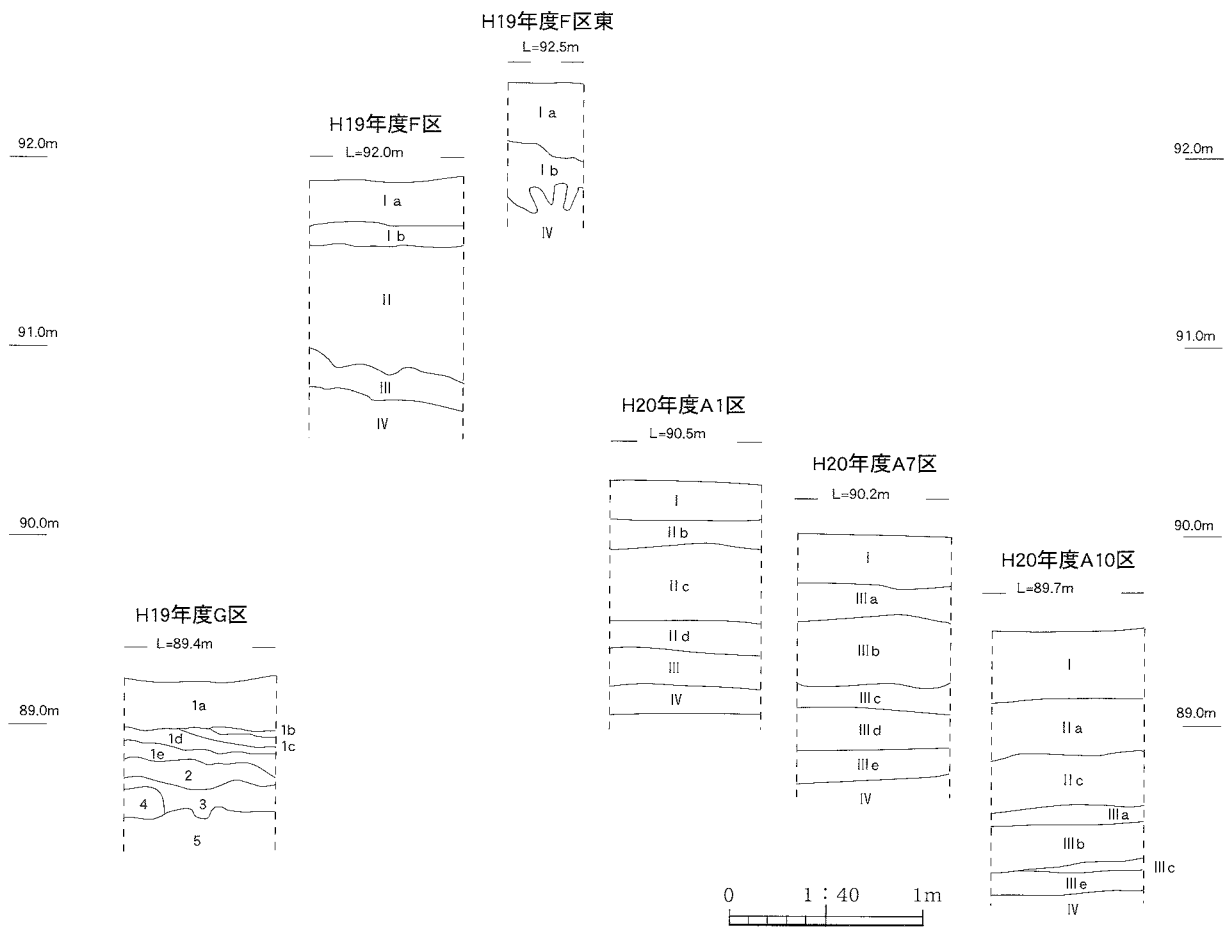 H19年度F区東
L=92.5m
Ⅰa
Ⅰb
Ⅳ
H19年度F区
L=92.0m
Ⅰa
Ⅰb
Ⅱ
Ⅲ
Ⅳ
92.0m
92.0m
91.0m
91.0m
90.0m
90.0m
89.0m
89.0m
H20年度A1区
L=90.5m
Ⅰ
Ⅱb
Ⅱc
Ⅱd
Ⅲ
Ⅳ
H20年度A7区
L=90.2m
Ⅰ
Ⅲa
Ⅲb
Ⅲc
Ⅲd
Ⅲe
Ⅳ
H20年度A10区
L=89.7m
Ⅰ
Ⅱa
Ⅱc
Ⅲa
Ⅲb
Ⅲc
Ⅲe
Ⅳ
H19年度G区
L=89.4m
1a
1b
1c
1d
1e
2
3
4
5
0 1:40 1m